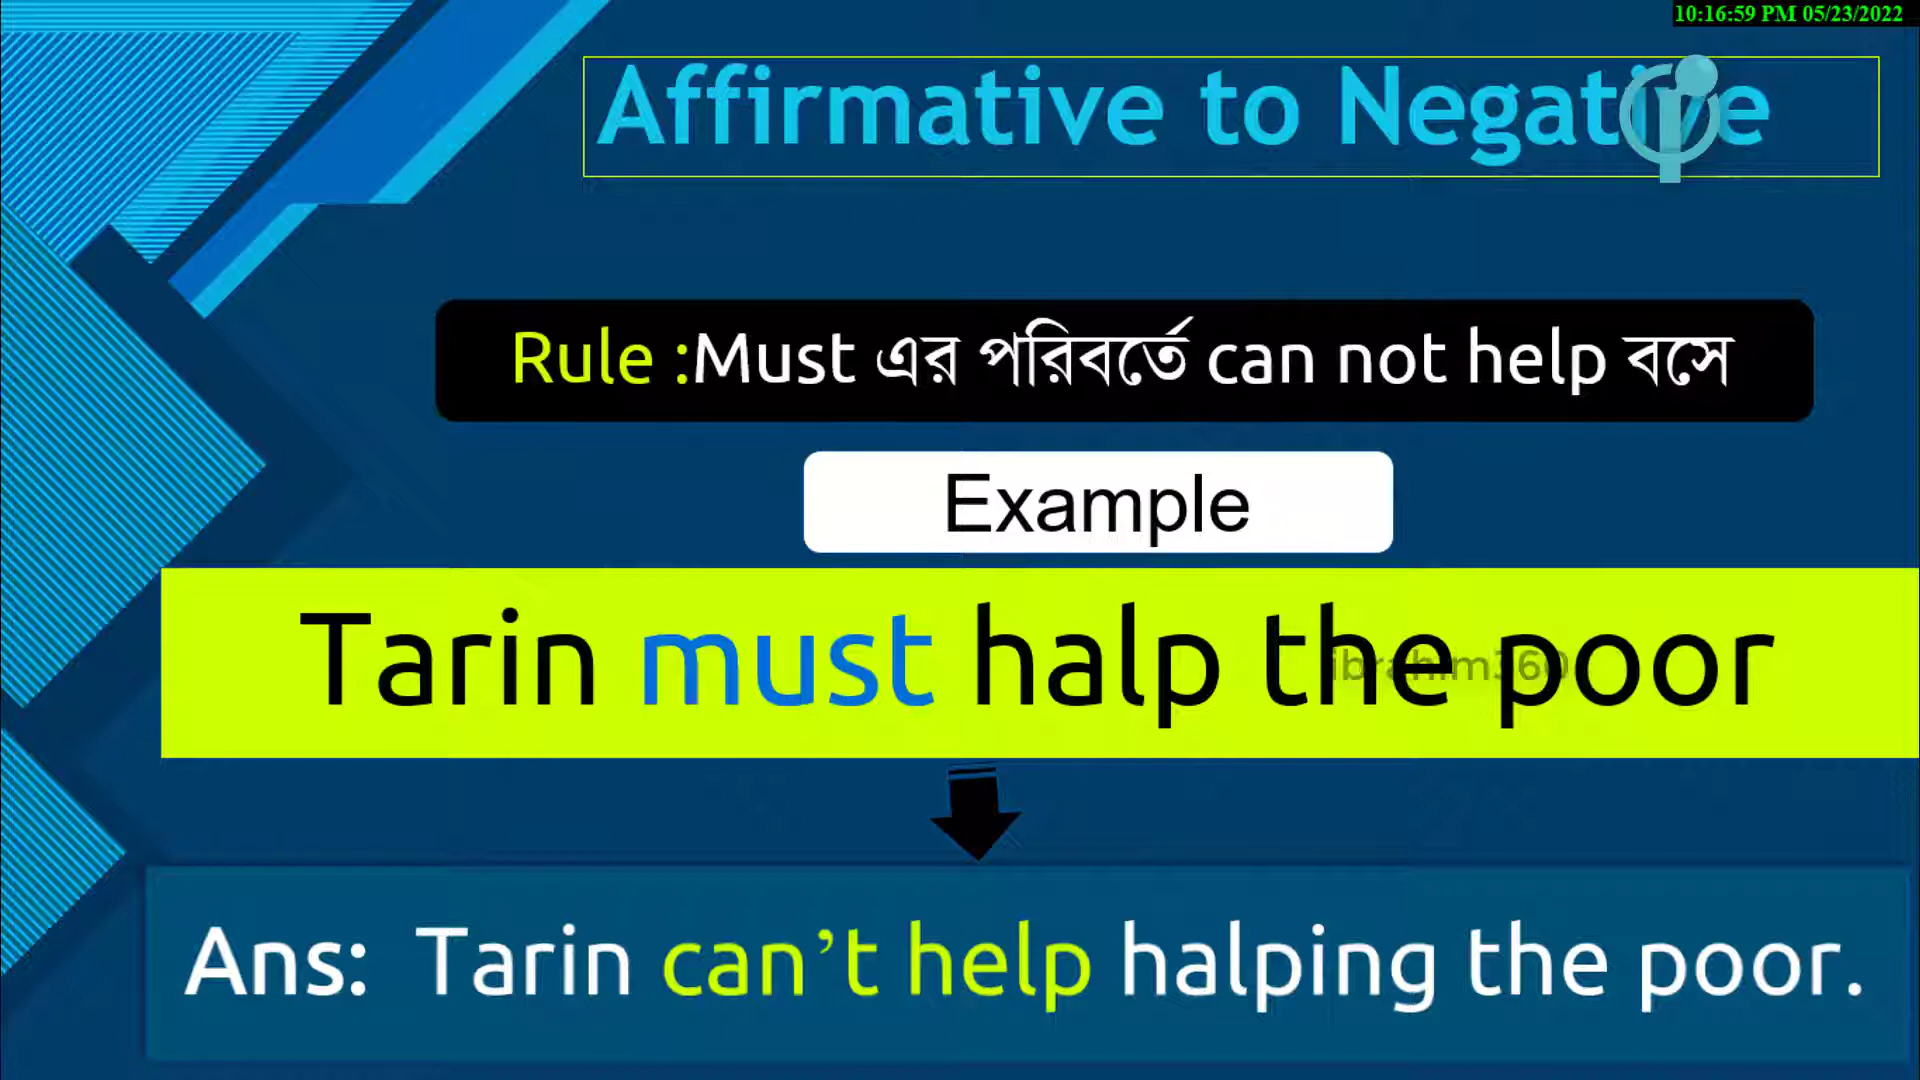 10:16:59 PM 05/23/2022
Affirmative to Negative
Rule :Must এর পরিবর্তে can not help বসে
Example
Tarin must halp the poor
ibrahim360
Ans: Tarin can’t help halping the poor.